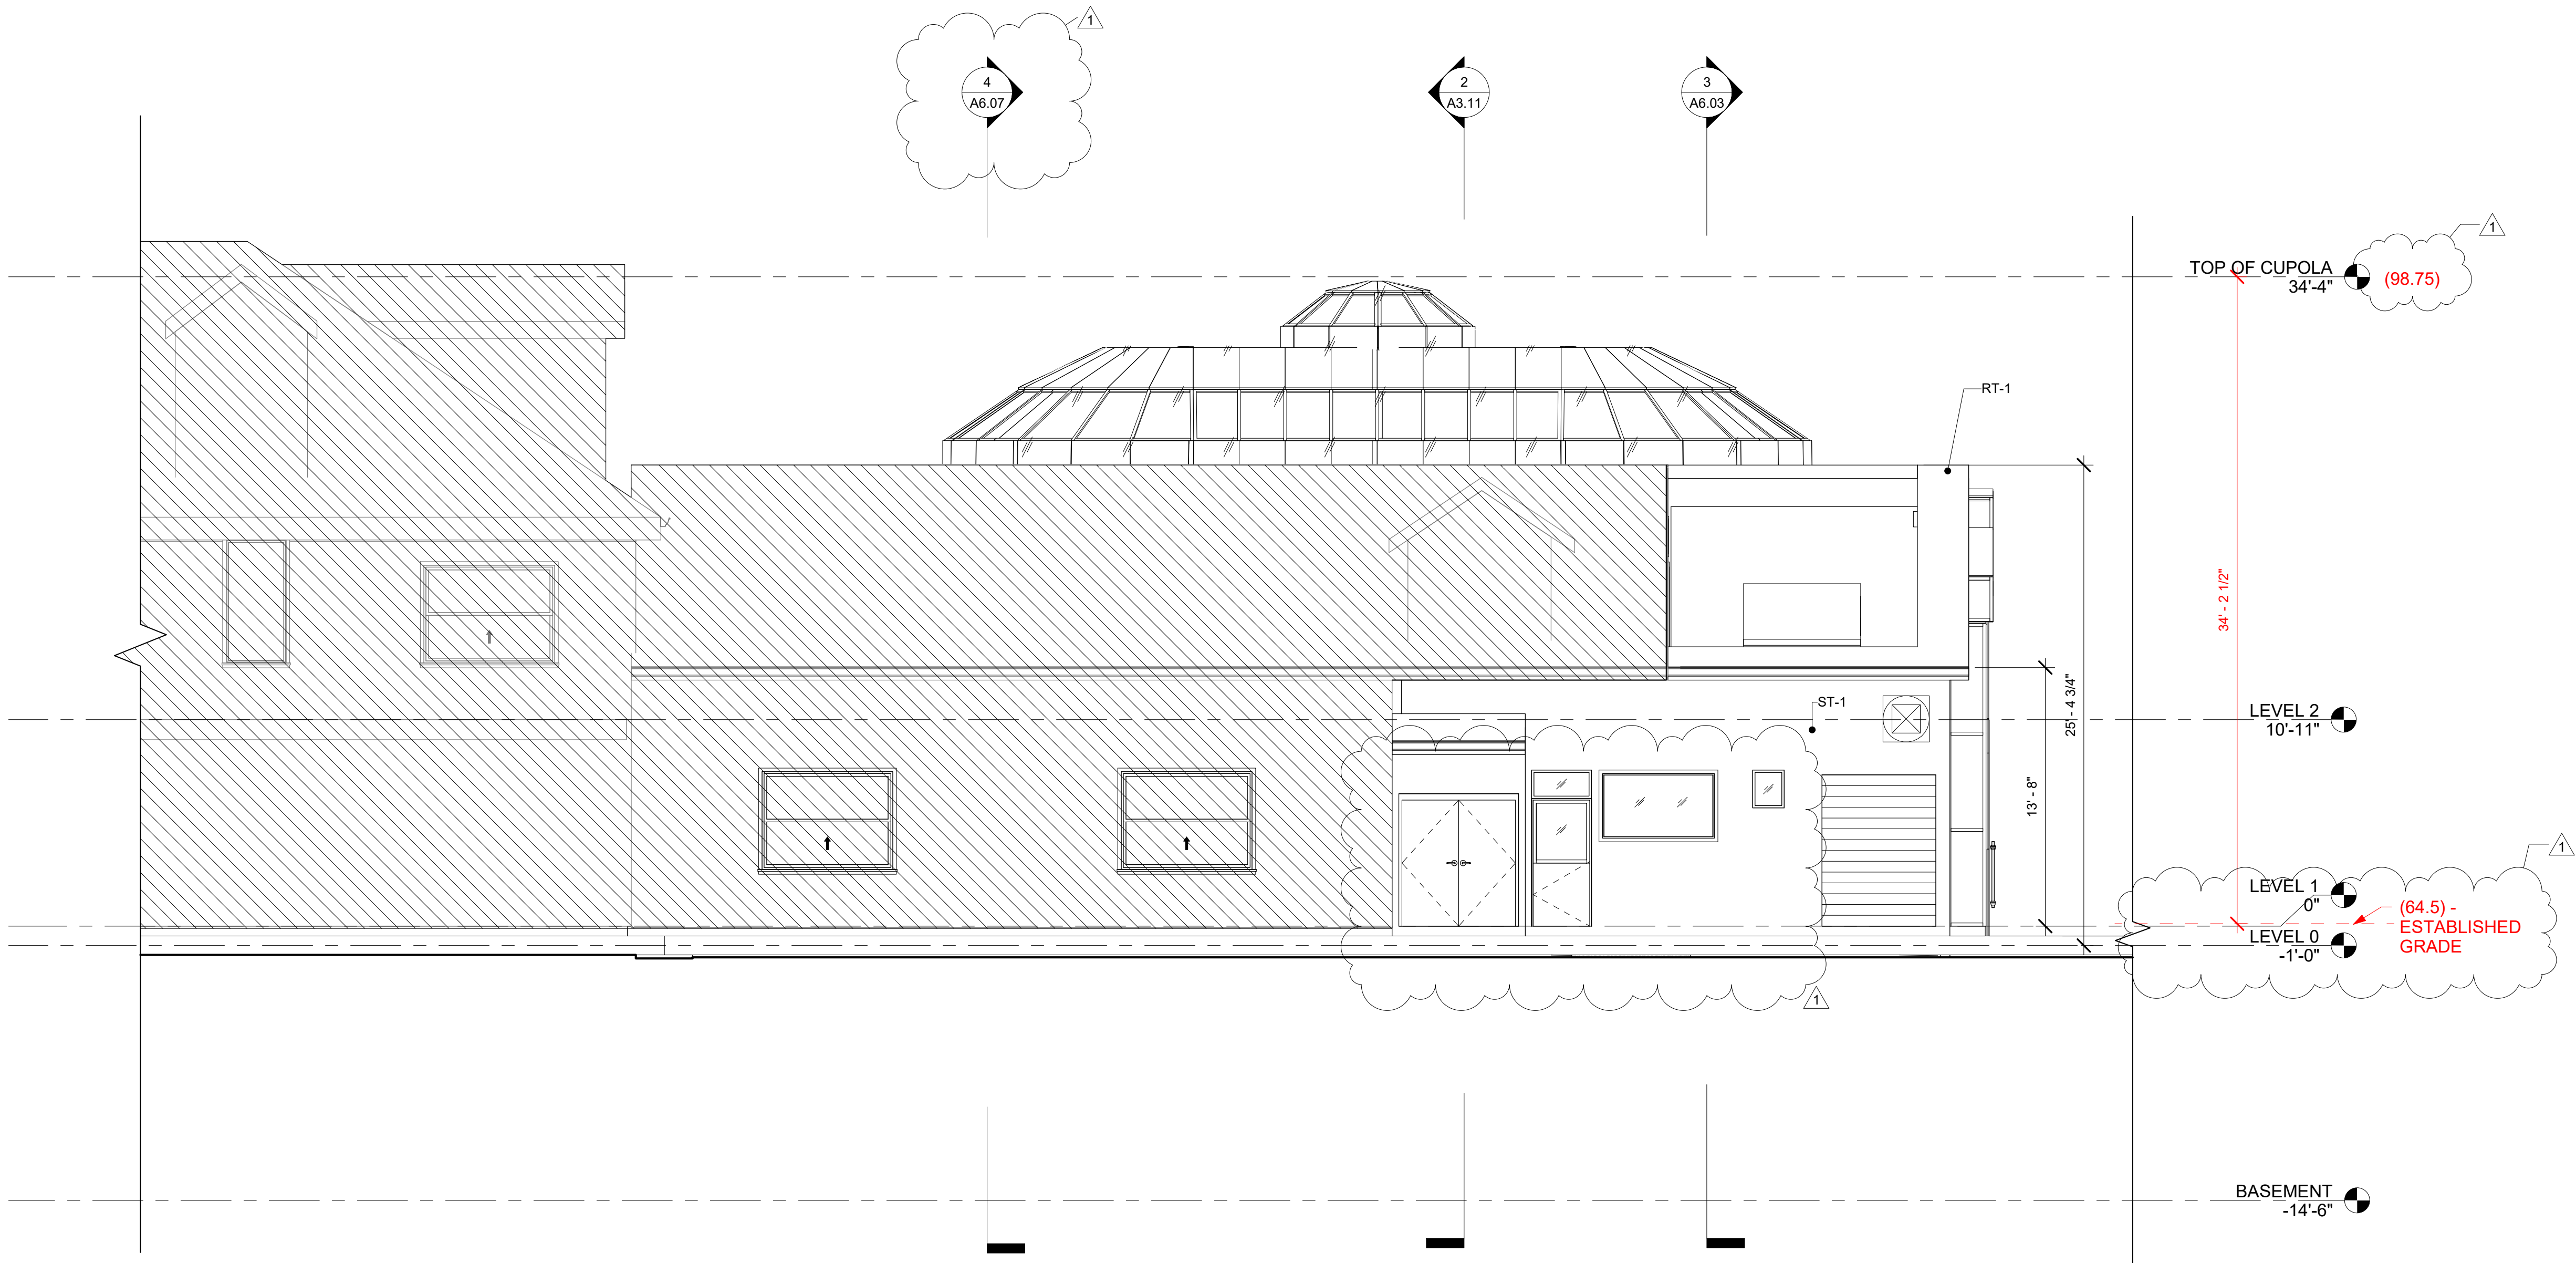 1
4
A6.07
2
A3.11
3
A6.03
1
TOP OF CUPOLA
34'-4"
(98.75)
RT-1
34' - 2 1/2"
25' - 4 3/4"
ST-1
LEVEL 2
10'-11"
13' - 8"
1
LEVEL 1
0"
(64.5) -
ESTABLISHED
GRADE
LEVEL 0
-1'-0"
1
BASEMENT
-14'-6"